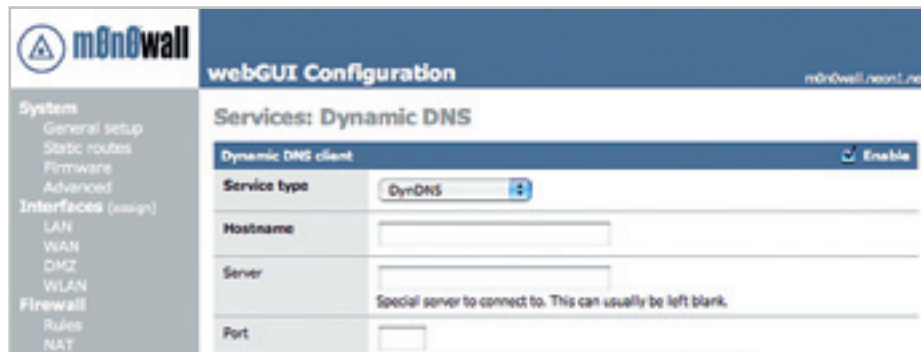 m0n0wall
webGUI Configuration
m0n0wall.neon1.ne
System
General setup
Static routes
Firmware
Advanced
Interfaces (assign)
LAN
WAN
DMZ
WLAN
Firewall
Rules
NAT
Services: Dynamic DNS
Dynamic DNS client
Enable
Service type
DynDNS
Hostname
Server
Special server to connect to. This can usually be left blank.
Port